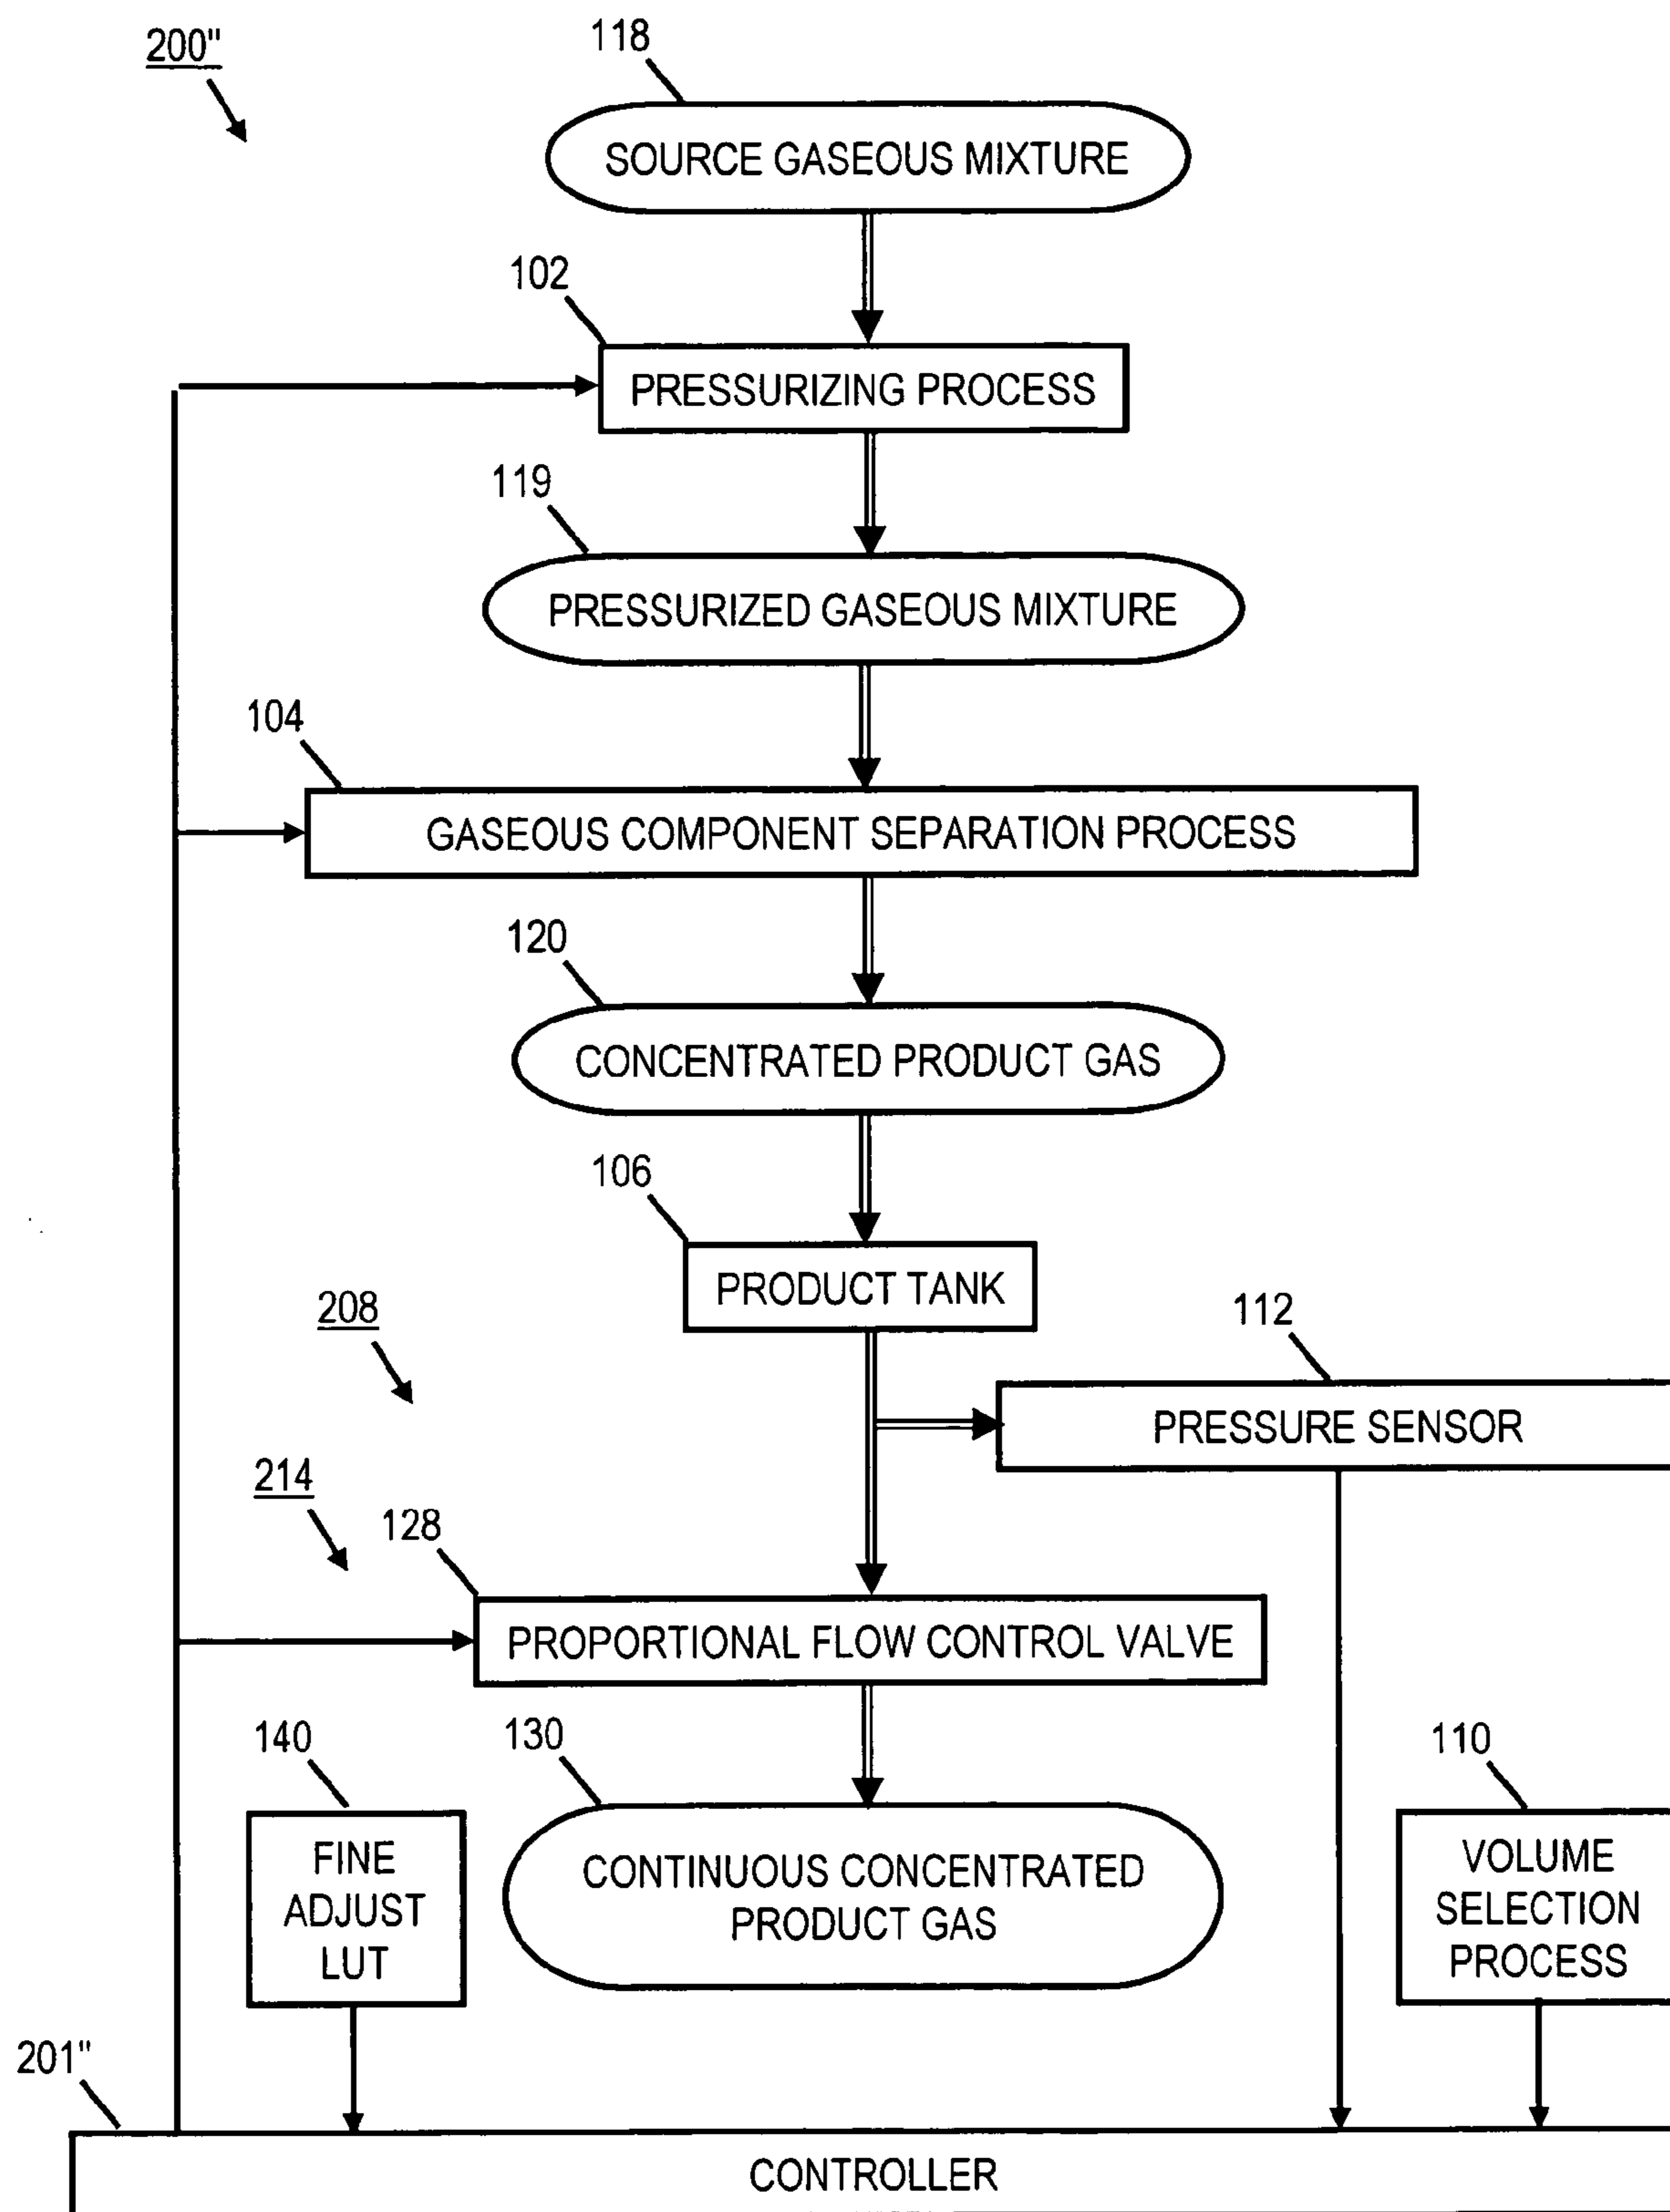 200"
118
SOURCE GASEOUS MIXTURE
102
PRESSURIZING PROCESS
119
PRESSURIZED GASEOUS MIXTURE
104
GASEOUS COMPONENT SEPARATION PROCESS
120
CONCENTRATED PRODUCT GAS
106
PRODUCT TANK
208
112
PRESSURE SENSOR
214
128
PROPORTIONAL FLOW CONTROL VALVE
140
130
110
FINE
ADJUST
LUT
CONTINUOUS CONCENTRATED
PRODUCT GAS
VOLUME
SELECTION
PROCESS
201"
CONTROLLER